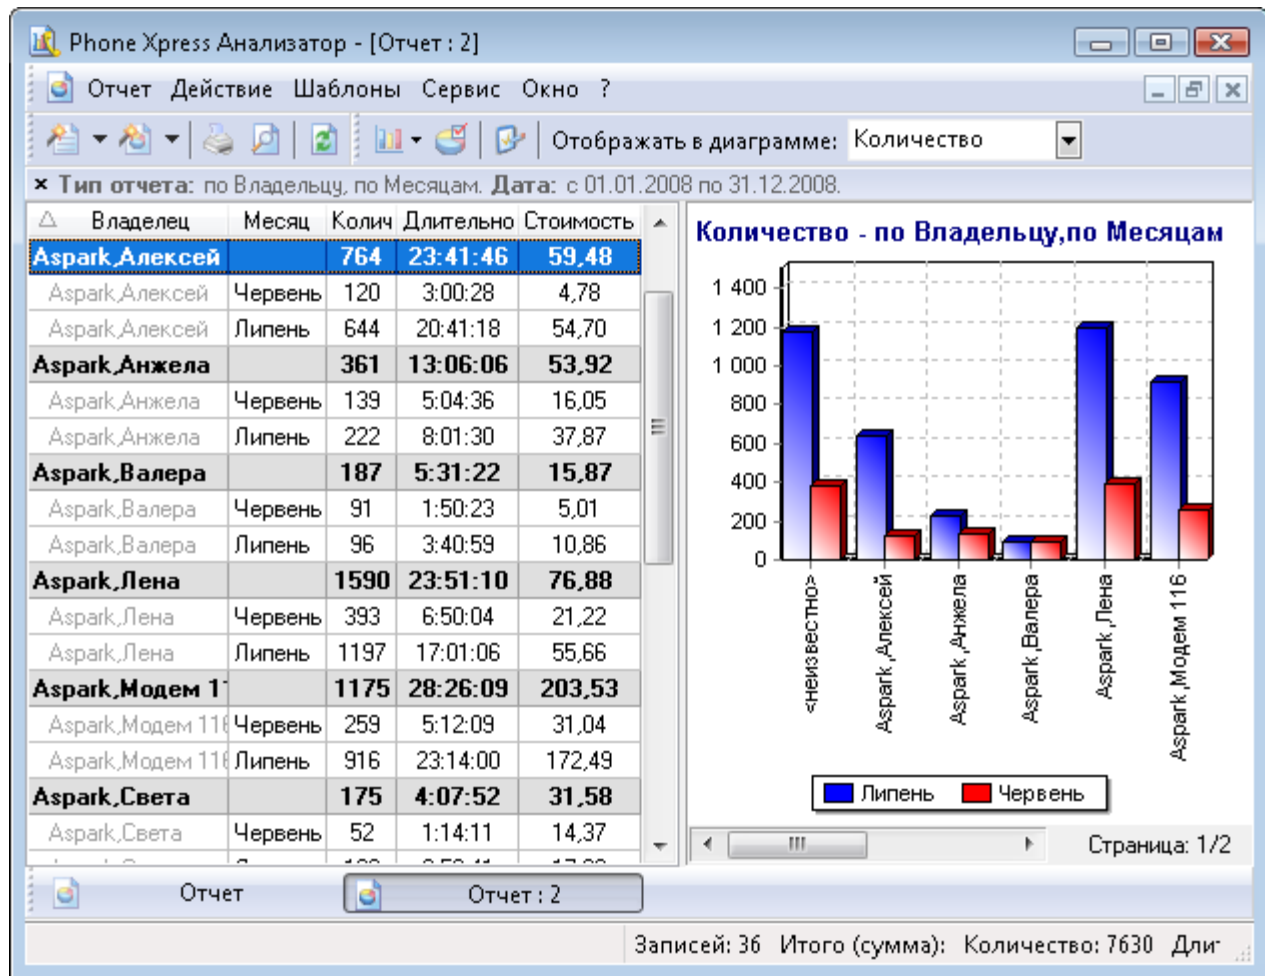 Phone Xpress Анализатор - [Отчет : 2]
Отчет Действие Шаблоны Сервис Окно ?
Отображать в диаграмме: Количество
Тип отчета: по Владельцу, по Месяцам. Дата: с 01.01.2008 по 31.12.2008.
Владелец Месяц Колич Длительно Стоимость
Aspark,Алексей 764 23:41:46 59,48
Aspark,Алексей Червень 120 3:00:28 4,78
Aspark,Алексей Липень 644 20:41:18 54,70
Aspark,Анжела 361 13:06:06 53,92
Aspark,Анжела Червень 139 5:04:36 16,05
Aspark,Анжела Липень 222 8:01:30 37,87
Aspark,Валера 187 5:31:22 15,87
Aspark,Валера Червень 91 1:50:23 5,01
Aspark,Валера Липень 96 3:40:59 10,86
Aspark,Лена 1590 23:51:10 76,88
Aspark,Лена Червень 393 6:50:04 21,22
Aspark,Лена Липень 1197 17:01:06 55,66
Aspark,Модем 11 1175 28:26:09 203,53
Aspark,Модем 116 Червень 259 5:12:09 31,04
Aspark,Модем 116 Липень 916 23:14:00 172,49
Aspark,Света 175 4:07:52 31,58
Aspark,Света Червень 52 1:14:11 14,37
Количество - по Владельцу,по Месяцам
1 400
1 200
1 000
800
600
400
200
0
<неизвестно>
Aspark ,Алексей
Aspark ,Анжела
Aspark ,Валера
Aspark ,Лена
Aspark ,Модем 116
Липень Червень
Страница: 1/2
Отчет Отчет : 2
Записей: 36 Итого (сумма): Количество: 7630